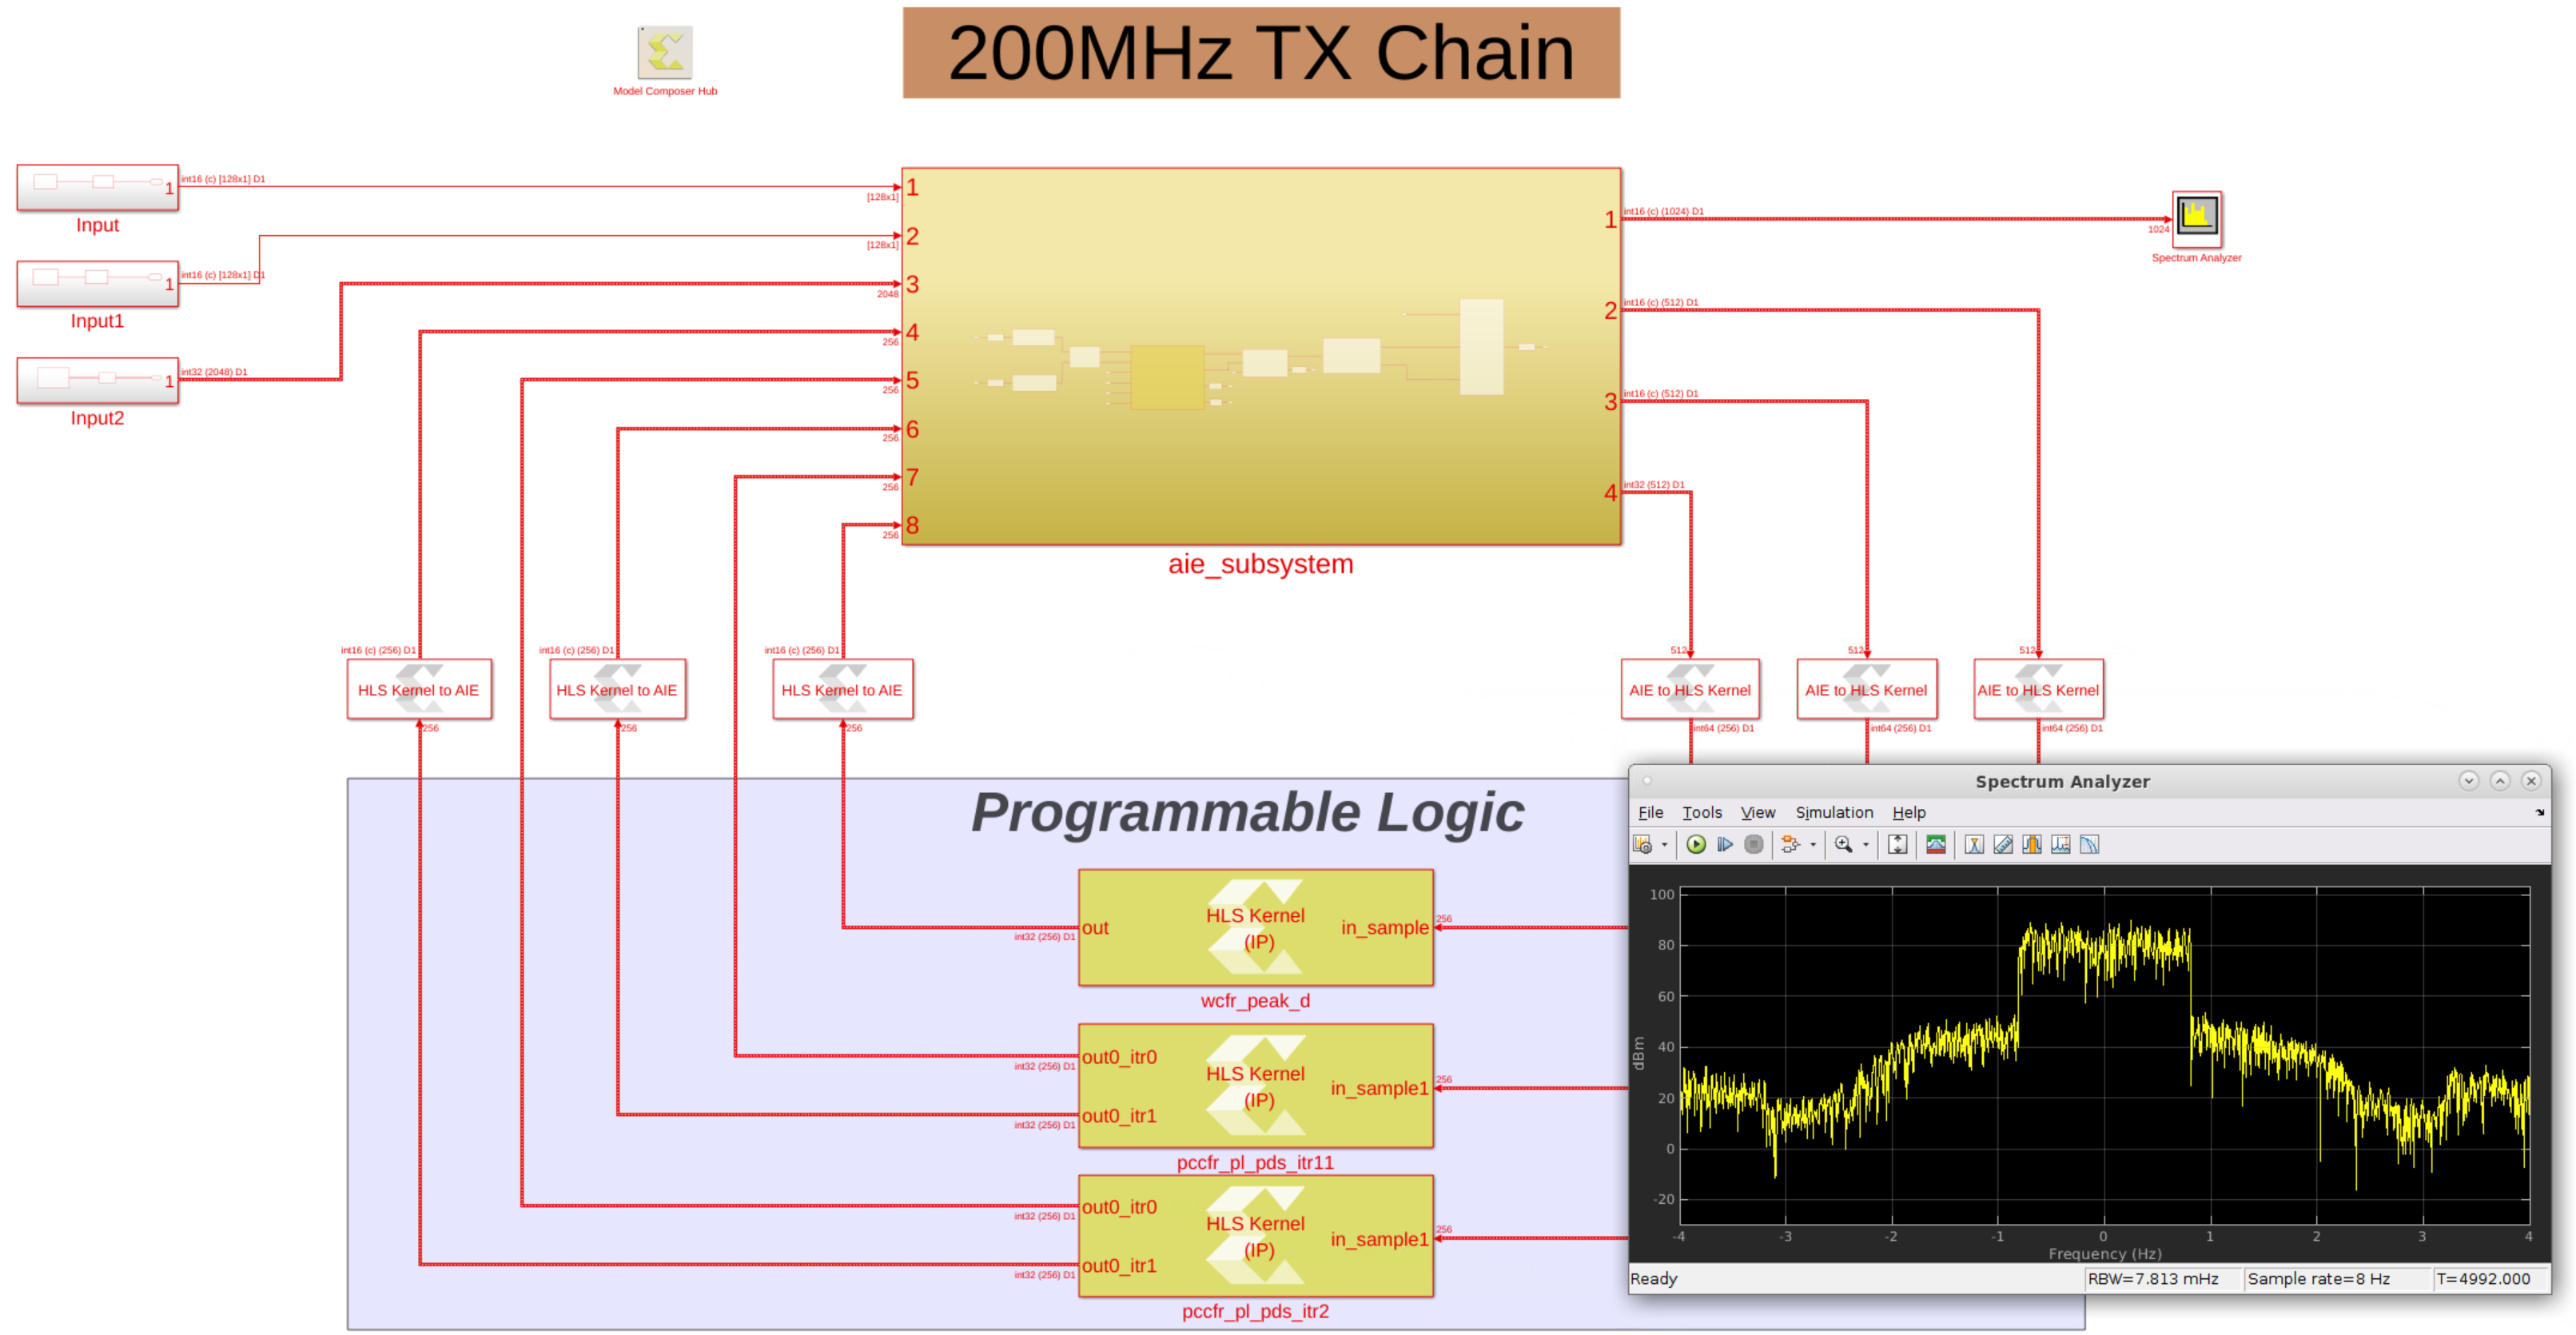 200MHz TX Chain
Model Composer Hub
1
int16 (c) [128x1] D1
Input
1
int16 (c) [128x1] D1
Input1
1
int32 (2048) D1
Input2
[128x1]
1
[128x1]
2
2048
3
256
4
256
5
256
6
256
7
256
8
1
int16 (c) (1024) D1
2
int16 (c) (512) D1
3
int16 (c) (512) D1
4
int32 (512) D1
aie_subsystem
1024
Spectrum Analyzer
int16 (c) (256) D1
HLS Kernel to AIE
256
int16 (c) (256) D1
HLS Kernel to AIE
256
int16 (c) (256) D1
HLS Kernel to AIE
256
512
AIE to HLS Kernel
int64 (256) D1
512
AIE to HLS Kernel
int64 (256) D1
512
AIE to HLS Kernel
int64 (256) D1
Programmable Logic
int32 (256) D1
out
HLS Kernel
(IP)
in_sample
256
wcfr_peak_d
int32 (256) D1
out0_itr0
int32 (256) D1
out0_itr1
HLS Kernel
(IP)
in_sample1
256
pccfr_pl_pds_itr11
int32 (256) D1
out0_itr0
int32 (256) D1
out0_itr1
HLS Kernel
(IP)
in_sample1
256
pccfr_pl_pds_itr2
Spectrum Analyzer
File Tools View Simulation Help
100
80
60
40
20
0
-20
dBm
-4 -3 -2 -1 0 1 2 3 4
Frequency (Hz)
Ready
RBW=7.813 mHz
Sample rate=8 Hz
T=4992.000